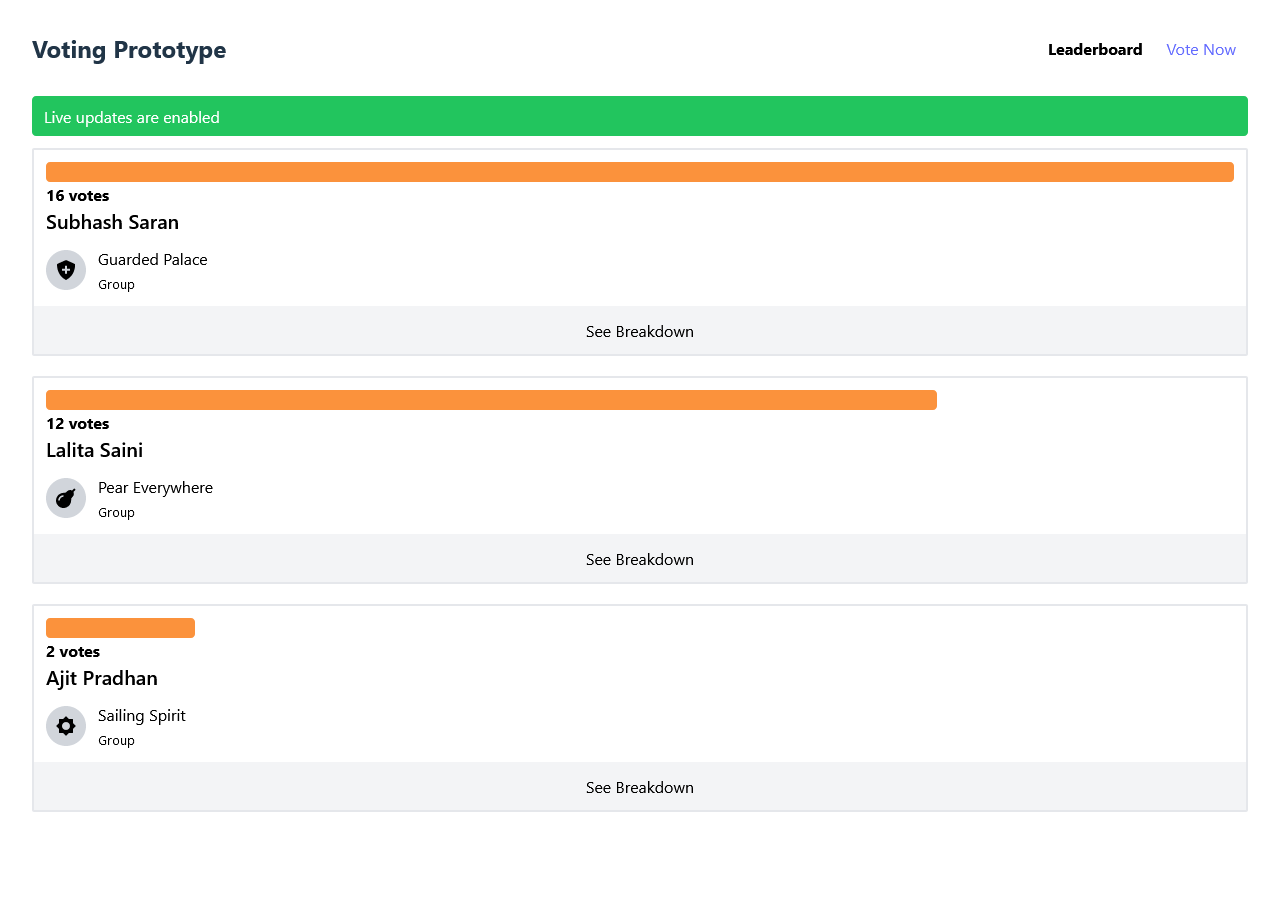 Voting Prototype
Leaderboard
Vote Now
Live updates are enabled
16 votes
Subhash Saran
Guarded Palace
Group
See Breakdown
12 votes
Lalita Saini
Pear Everywhere
Group
See Breakdown
2 votes
Ajit Pradhan
Sailing Spirit
Group
See Breakdown